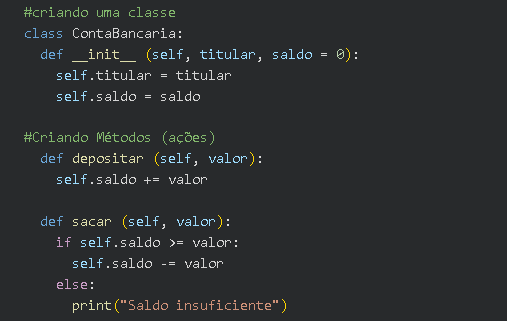 #criando uma classe
class ContaBancaria:
  def __init__ (self, titular, saldo = 0):
    self.titular = titular
    self.saldo = saldo

#Criando Métodos (ações)
  def depositar (self, valor):
    self.saldo += valor

  def sacar (self, valor):
    if self.saldo >= valor:
      self.saldo -= valor
    else:
      print("Saldo insuficiente")